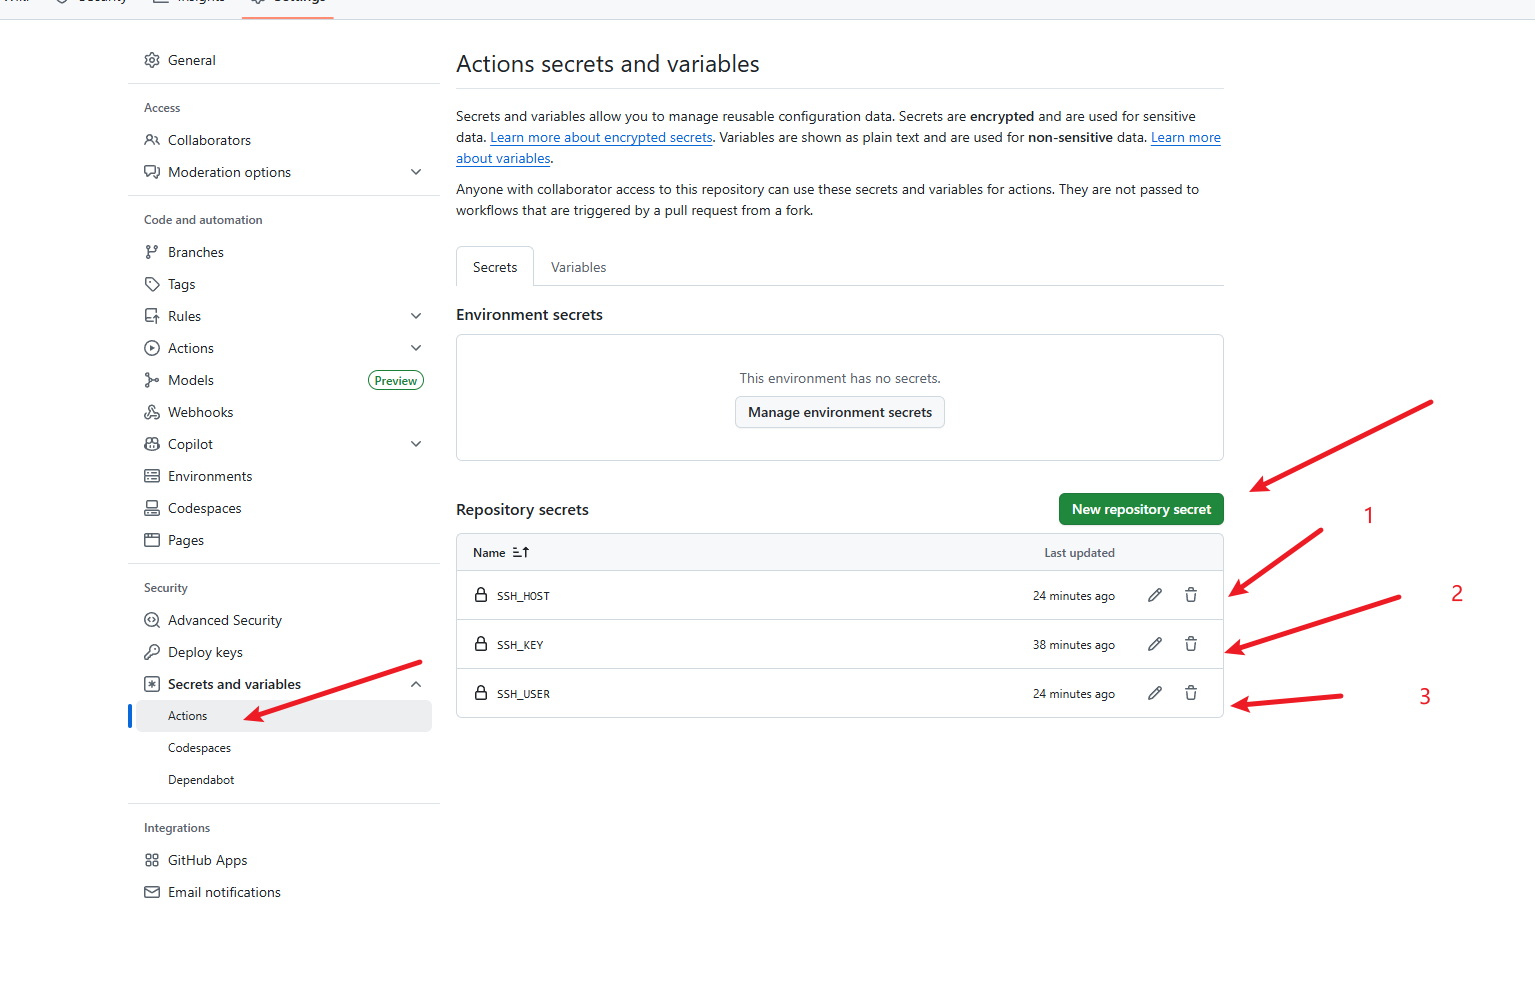 Security
Insights
Settings
General
Access
Collaborators
Moderation options
Code and automation
Branches
Tags
Rules
Actions
Models
Preview
Webhooks
Copilot
Environments
Codespaces
Pages
Security
Advanced Security
Deploy keys
Secrets and variables
Actions
Codespaces
Dependabot
Integrations
GitHub Apps
Email notifications
Actions secrets and variables
Secrets and variables allow you to manage reusable configuration data. Secrets are encrypted and are used for sensitive
data. Learn more about encrypted secrets. Variables are shown as plain text and are used for non-sensitive data. Learn more
about variables.
Anyone with collaborator access to this repository can use these secrets and variables for actions. They are not passed to
workflows that are triggered by a pull request from a fork.
Secrets
Variables
Environment secrets
This environment has no secrets.
Manage environment secrets
Repository secrets
New repository secret
Name
Last updated
SSH_HOST
24 minutes ago
1
SSH_KEY
38 minutes ago
2
SSH_USER
24 minutes ago
3